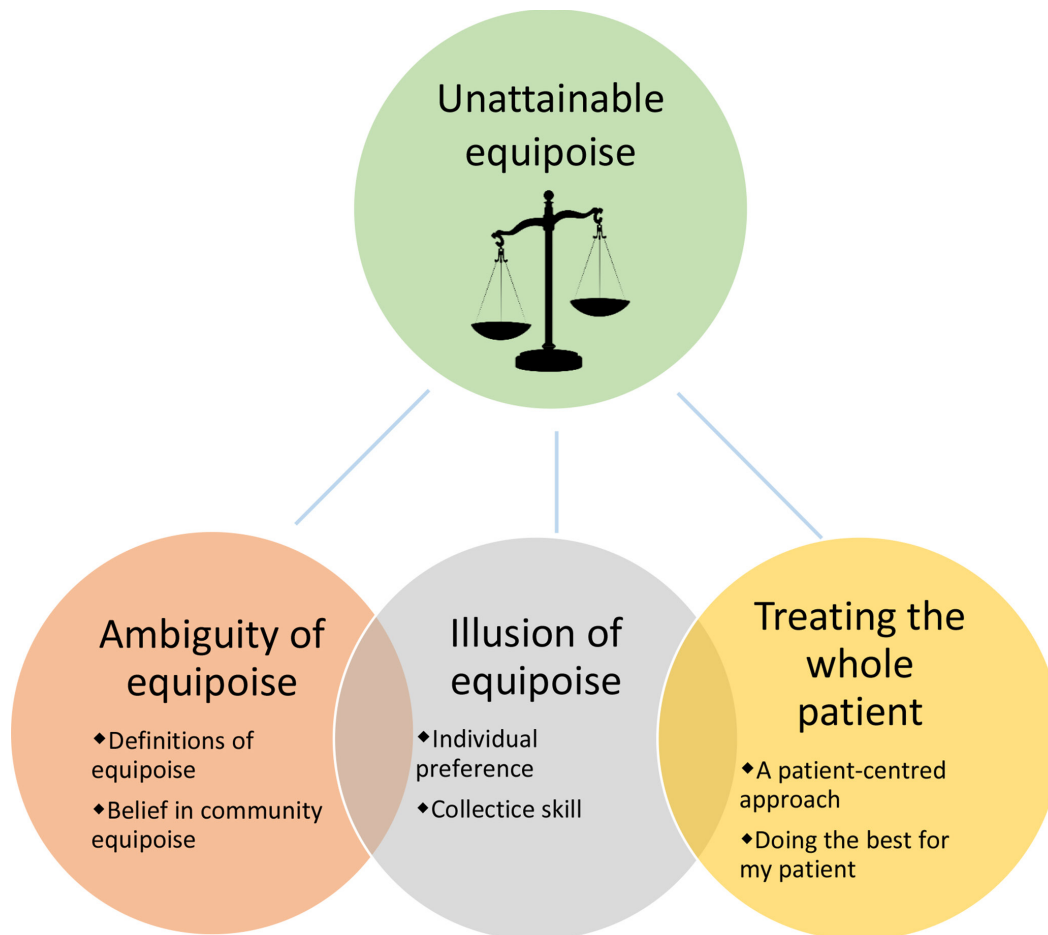 Unattainable
equipoise
Ambiguity of
equipoise
◆Definitions of
equipoise
◆Belief in community
equipoise
Illusion of
equipoise
◆Individual
preference
◆Collectice skill
Treating the
whole
patient
◆A patient-centred
approach
◆Doing the best for
my patient